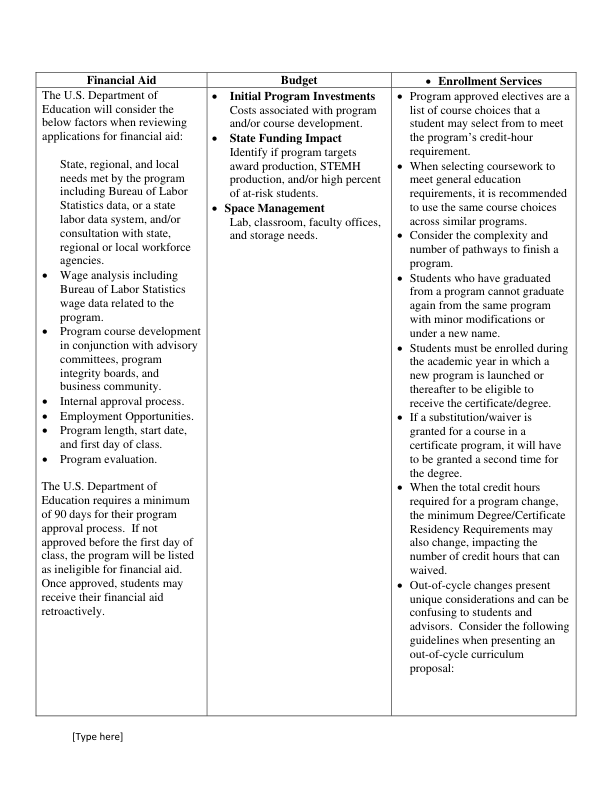 Financial Aid
The U.S. Department of
Education will consider the
below factors when reviewing
applications for financial aid:
State, regional, and local
needs met by the program
including Bureau of Labor
Statistics data, or a state
labor data system, and/or
consultation with state,
regional or local workforce
agencies.
• Wage analysis including
Bureau of Labor Statistics
wage data related to the
program.
• Program course development
in conjunction with advisory
committees, program
integrity boards, and
business community.
• Internal approval process.
• Employment Opportunities.
• Program length, start date,
and first day of class.
• Program evaluation.
The U.S. Department of
Education requires a minimum
of 90 days for their program
approval process.  If not
approved before the first day of
class, the program will be listed
as ineligible for financial aid.
Once approved, students may
receive their financial aid
retroactively.
Budget
• Initial Program Investments
Costs associated with program
and/or course development.
• State Funding Impact
Identify if program targets
award production, STEMH
production, and/or high percent
of at-risk students.
• Space Management
Lab, classroom, faculty offices,
and storage needs.
• Enrollment Services
• Program approved electives are a
list of course choices that a
student may select from to meet
the program’s credit-hour
requirement.
• When selecting coursework to
meet general education
requirements, it is recommended
to use the same course choices
across similar programs.
• Consider the complexity and
number of pathways to finish a
program.
• Students who have graduated
from a program cannot graduate
again from the same program
with minor modifications or
under a new name.
• Students must be enrolled during
the academic year in which a
new program is launched or
thereafter to be eligible to
receive the certificate/degree.
• If a substitution/waiver is
granted for a course in a
certificate program, it will have
to be granted a second time for
the degree.
• When the total credit hours
required for a program change,
the minimum Degree/Certificate
Residency Requirements may
also change, impacting the
number of credit hours that can
waived.
• Out-of-cycle changes present
unique considerations and can be
confusing to students and
advisors.  Consider the following
guidelines when presenting an
out-of-cycle curriculum
proposal:
[Type here]